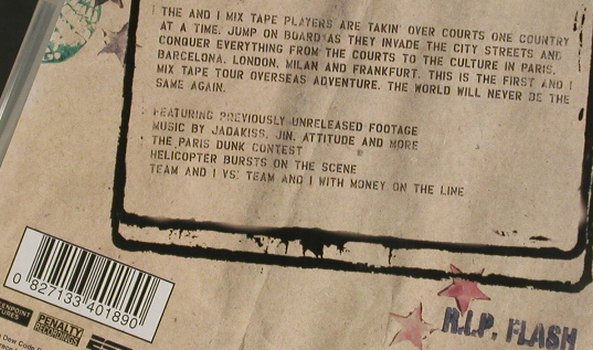 THE AND I MIX TAPE PLAYERS ARE TAKIN' OVER COURTS ONE COUNTRY
AT A TIME. JUMP ON BOARD AS THEY INVADE THE CITY STREETS AND
CONQUER EVERYTHING FROM THE COURTS TO THE CULTURE IN PARIS,
BARCELONA, LONDON, MILAN AND FRANKFURT. THIS IS THE FIRST AND I
MIX TAPE TOUR OVERSEAS ADVENTURE. THE WORLD WILL NEVER BE THE
SAME AGAIN.
FEATURING PREVIOUSLY UNRELEASED FOOTAGE
MUSIC BY JADAKISS, JIN, ATTITUDE AND MORE
THE PARIS DUNK CONTEST
HELICOPTER BURSTS ON THE SCENE
TEAM AND I VS. TEAM AND I WITH MONEY ON THE LINE
0 827133 401890
PENALTY
RECORDINGS
R.I.P. FLASH